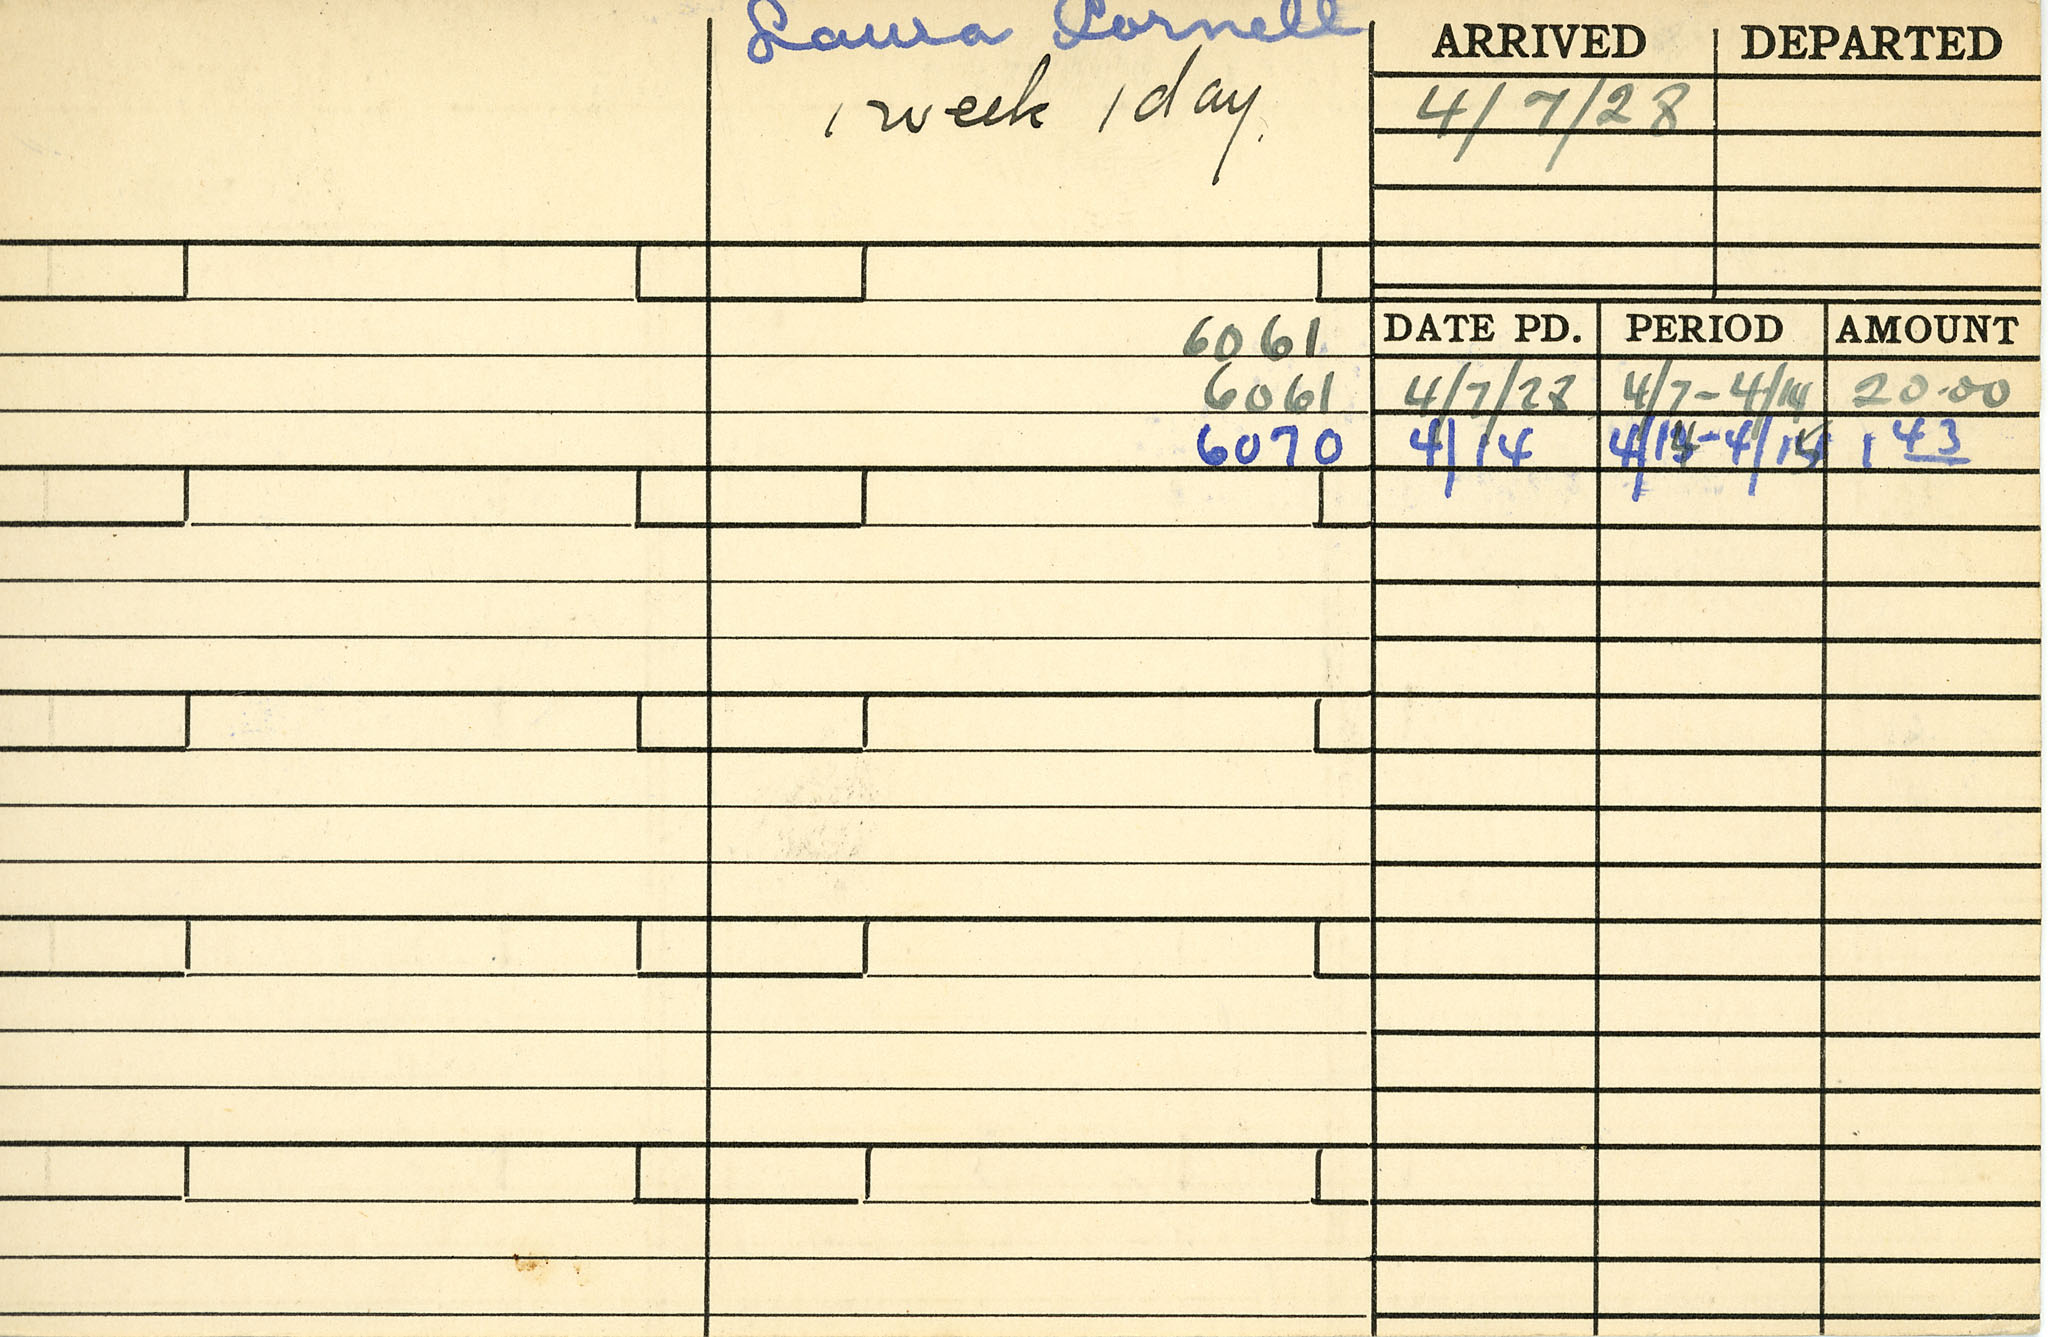 Laura Cornell
1 week 1 day.
ARRIVED DEPARTED
4/7/28
6061 DATE PD. PERIOD AMOUNT
6061 4/7/28 4/7-4/14 20.00
6070 4/14 4/14-4/15 1 43